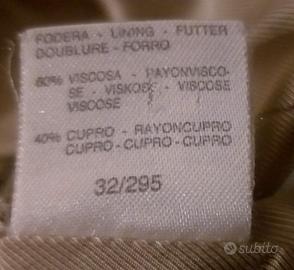 FODERA - LINING - FUTTER
DOUBLURE - FORRO
60% VISCOSA - RAYONVISCO-
SE - VISKOSE - VISCOSE
VISCOSE
40% CUPRO - RAYONCUPRO
CUPRO - CUPRO - CUPRO
32/295
subito